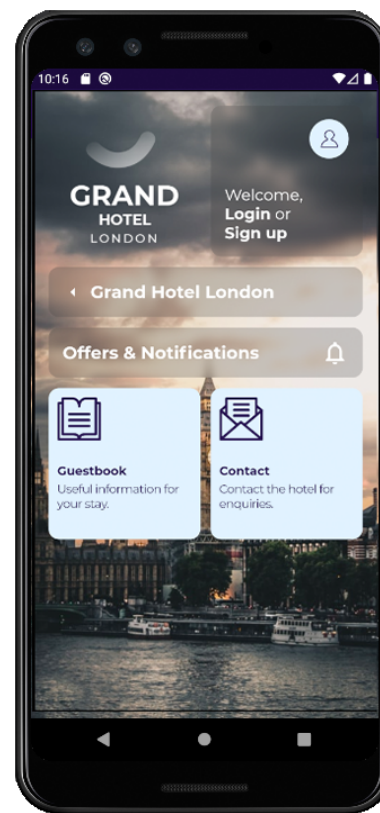 10:16
GRAND
HOTEL
LONDON
Welcome,
Login or
Sign up
Grand Hotel London
Offers & Notifications
Guestbook
Useful information for
your stay.
Contact
Contact the hotel for
enquiries.